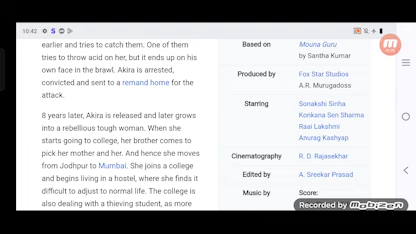 10:42
earlier and tries to catch them. One of them
tries to throw acid on her, but it ends up on his
own face in the brawl. Akira is arrested,
convicted and sent to a remand home for the
attack.
8 years later, Akira is released and later grows
into a rebellious tough woman. When she
starts going to college, her brother comes to
pick her mother and her. And hence she moves
from Jodhpur to Mumbai. She joins a college
and begins living in a hostel, where she finds it
difficult to adjust to normal life. The college is
also dealing with a thieving student, as more
Based on Mouna Guru
by Santha Kumar
Produced by Fox Star Studios
A.R. Murugadoss
Starring Sonakshi Sinha
Konkana Sen Sharma
Raai Lakshmi
Anurag Kashyap
Cinematography R. D. Rajasekhar
Edited by A. Sreekar Prasad
Music by Score:
Recorded by Mobizen